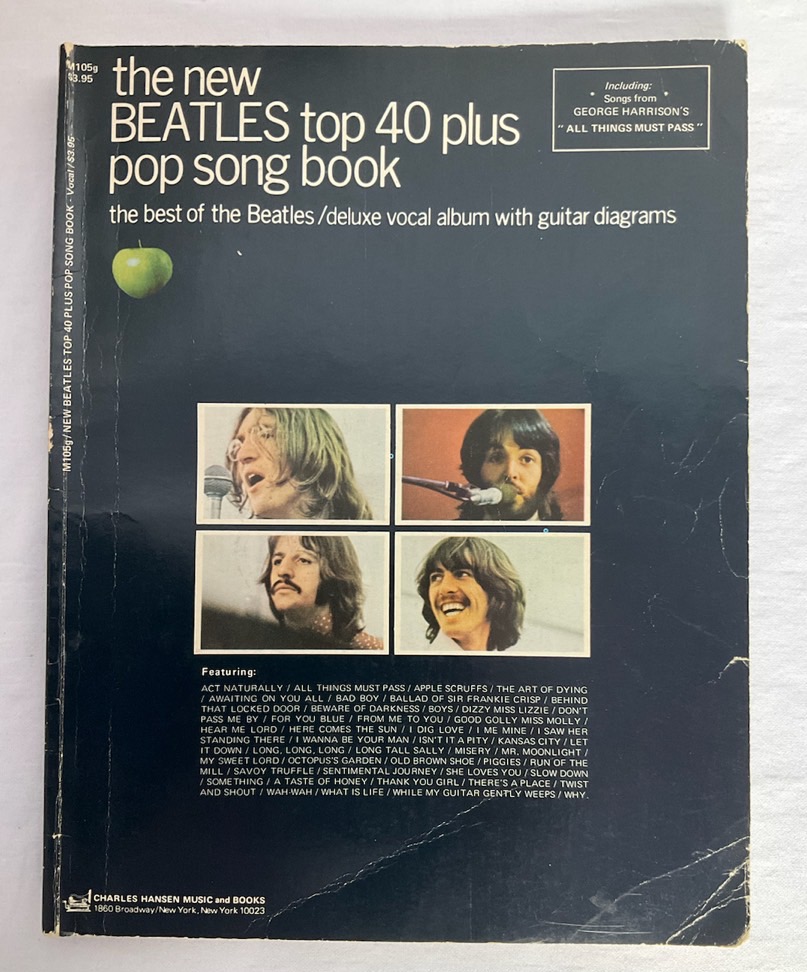 M105g
$3.95
the new
BEATLES top 40 plus
pop song book
Including:
Songs from
GEORGE HARRISON'S
"ALL THINGS MUST PASS"
the best of the Beatles/deluxe vocal album with guitar diagrams
M105g/NEW BEATLES TOP 40 PLUS POP SONG BOOK - Vocal/$3.95
Featuring:
ACT NATURALLY / ALL THINGS MUST PASS / APPLE SCRUFFS / THE ART OF DYING
/ AWAITING ON YOU ALL / BAD BOY / BALLAD OF SIR FRANKIE CRISP / BEHIND
THAT LOCKED DOOR / BEWARE OF DARKNESS / BOYS / DIZZY MISS LIZZIE / DON'T
PASS ME BY / FOR YOU BLUE / FROM ME TO YOU / GOOD GOLLY MISS MOLLY /
HEAR ME LORD / HERE COMES THE SUN / I DIG LOVE / I ME MINE / I SAW HER
STANDING THERE / I WANNA BE YOUR MAN / ISN'T IT A PITY / KANSAS CITY / LET
IT DOWN / LONG, LONG, LONG / LONG TALL SALLY / MISERY / MR. MOONLIGHT /
MY SWEET LORD / OCTOPUS'S GARDEN / OLD BROWN SHOE / PIGGIES / RUN OF THE
MILL / SAVOY TRUFFLE / SENTIMENTAL JOURNEY / SHE LOVES YOU / SLOW DOWN
/ SOMETHING / A TASTE OF HONEY / THANK YOU GIRL / THERE'S A PLACE / TWIST
AND SHOUT / WAH-WAH / WHAT IS LIFE / WHILE MY GUITAR GENTLY WEEPS / WHY.
CHARLES HANSEN MUSIC and BOOKS
1860 Broadway/New York, New York 10023